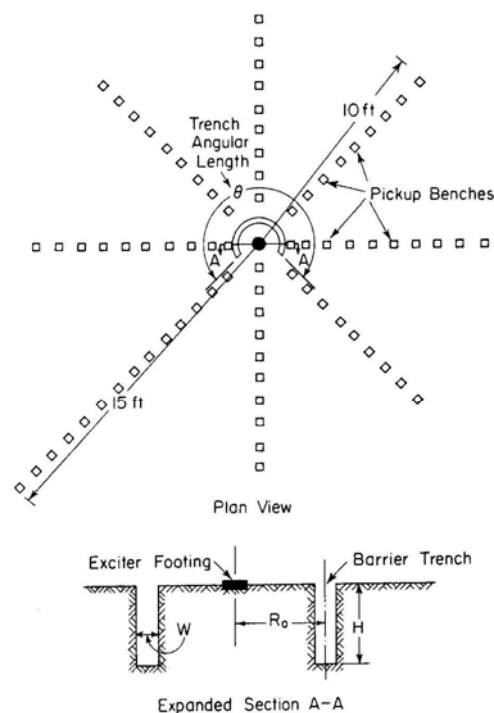 Trench
Angular
Length
10 ft
θ
Pickup Benches
A
A
15 ft
Plan View
Exciter Footing
Barrier Trench
W
R₀
H
Expanded Section A-A